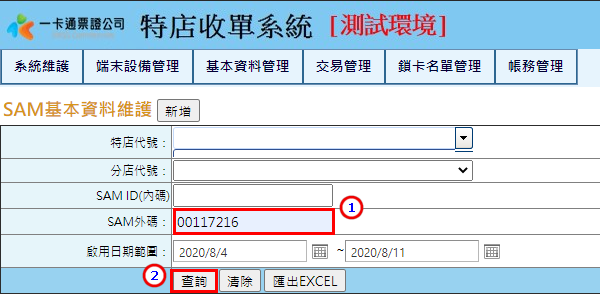 一卡通票證公司 特店收單系統 [測試環境]
系統維護 端末設備管理 基本資料管理 交易管理 鎖卡名單管理 帳務管理
SAM基本資料維護 新增
特店代號：
分店代號：
SAM ID(內碼)
SAM外碼： 00117216 1
啟用日期範圍： 2020/8/4 ~ 2020/8/11
2 查詢 清除 匯出EXCEL